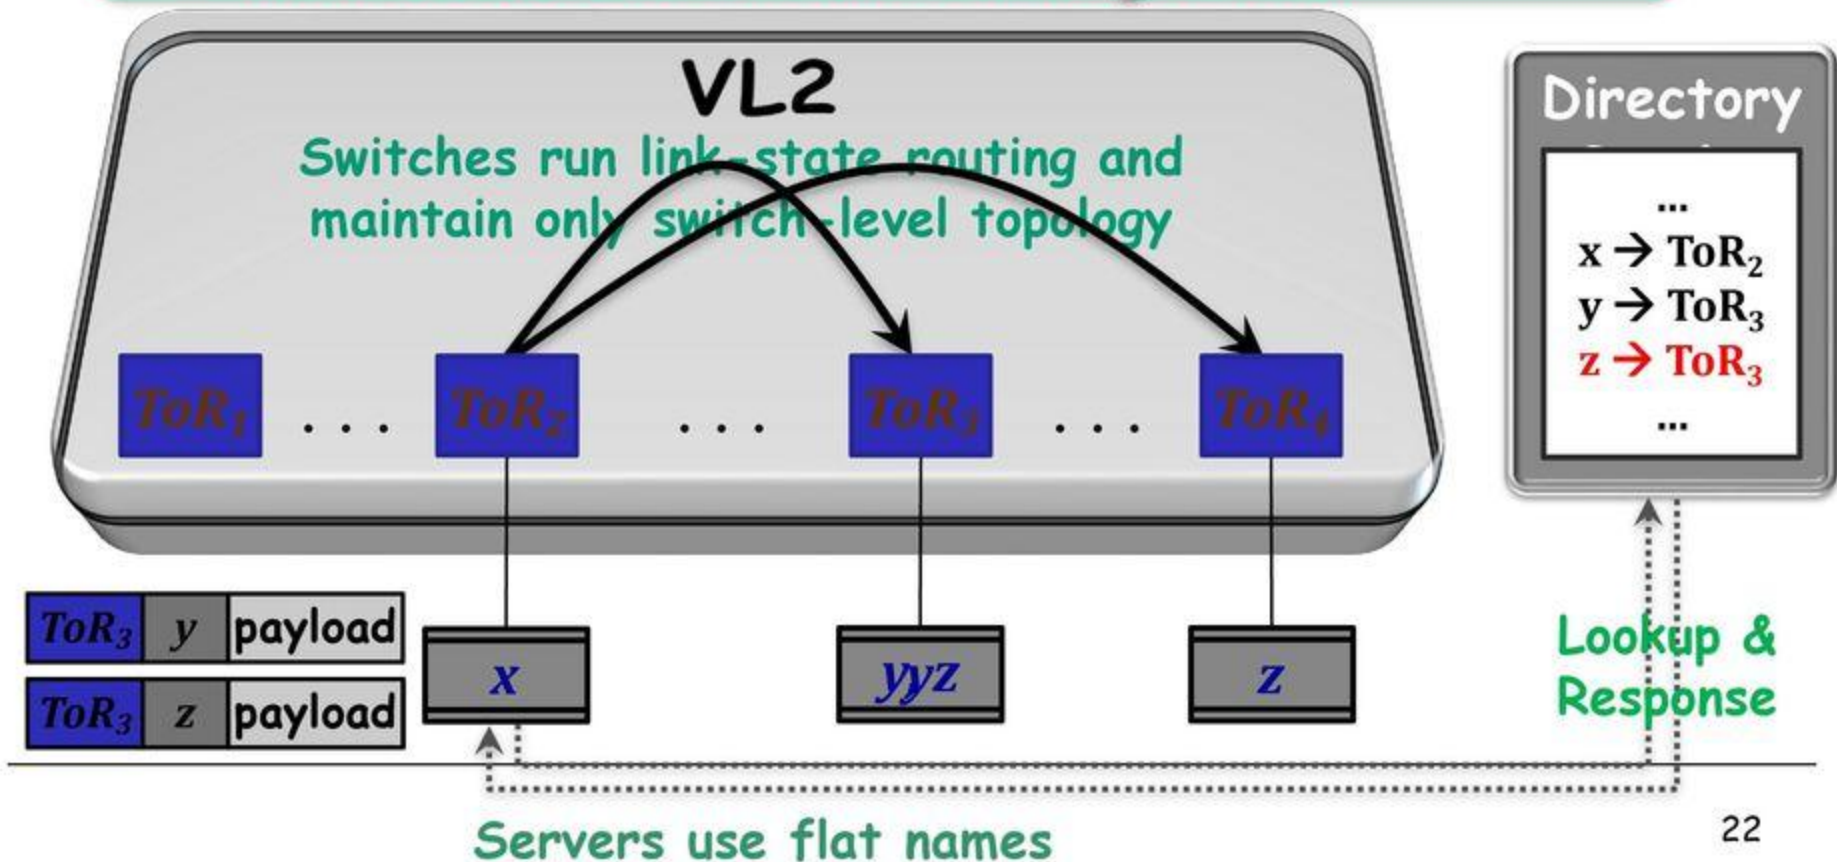 VL2
Switches run link-state routing and
maintain only switch-level topology
ToR₁ . . . ToR₂ . . . ToR₃ . . . ToR₄
Directory
...
x → ToR₂
y → ToR₃
z → ToR₃
...
ToR₃ y payload
ToR₃ z payload
x
yyz
z
Lookup &
Response
Servers use flat names
22